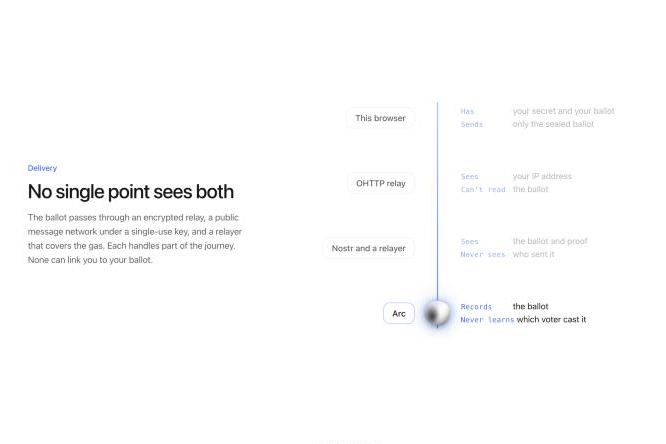 Delivery
No single point sees both
The ballot passes through an encrypted relay, a public
message network under a single-use key, and a relayer
that covers the gas. Each handles part of the journey.
None can link you to your ballot.
This browser
Has your secret and your ballot
Sends only the sealed ballot
OHTTP relay
Sees your IP address
Can't read the ballot
Nostr and a relayer
Sees the ballot and proof
Never sees who sent it
Arc
Records the ballot
Never learns which voter cast it